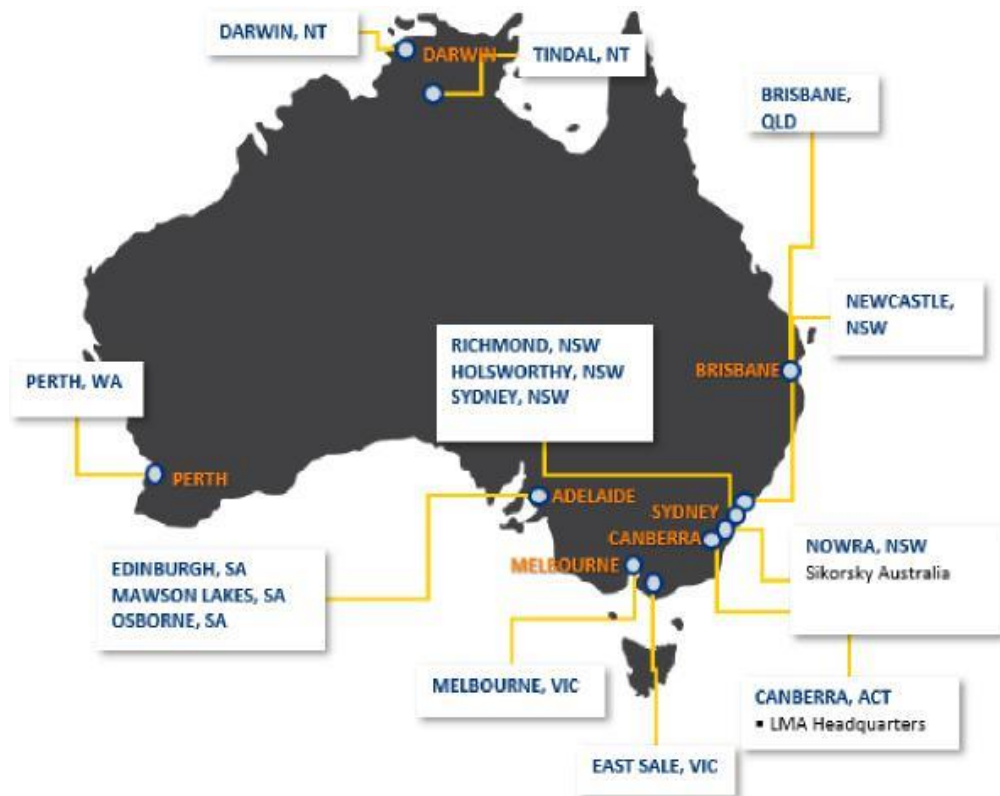 DARWIN, NT
DARWIN
TINDAL, NT
BRISBANE,
QLD
NEWCASTLE,
NSW
RICHMOND, NSW
HOLSWORTHY, NSW
SYDNEY, NSW
BRISBANE
PERTH, WA
PERTH
ADELAIDE
SYDNEY
CANBERRA
MELBOURNE
NOWRA, NSW
Sikorsky Australia
EDINBURGH, SA
MAWSON LAKES, SA
OSBORNE, SA
MELBOURNE, VIC
CANBERRA, ACT
▪ LMA Headquarters
EAST SALE, VIC